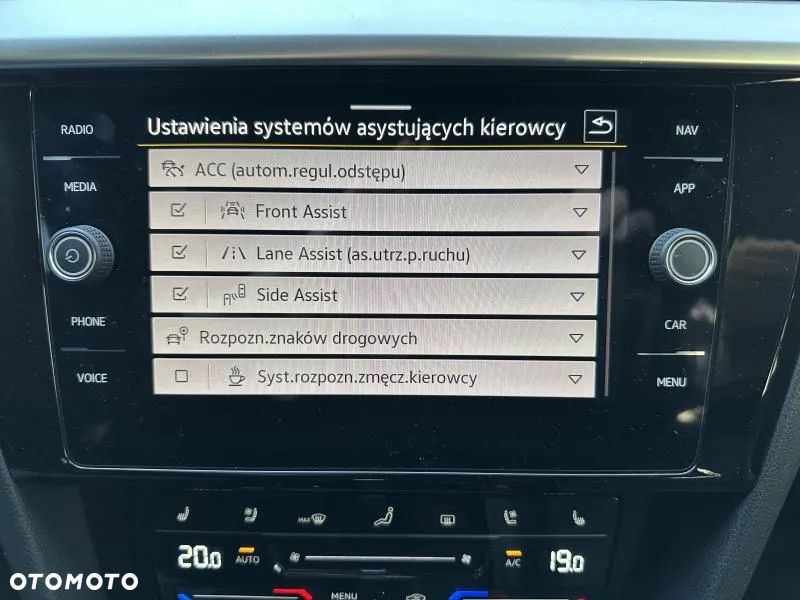 RADIO
MEDIA
PHONE
VOICE
Ustawienia systemów asystujących kierowcy
ACC (autom.regul.odstępu)
Front Assist
Lane Assist (as.utrz.p.ruchu)
Side Assist
Rozpozn.znaków drogowych
Syst.rozpozn.zmęcz.kierowcy
NAV
APP
CAR
MENU
MAX
20.0
AUTO
A/C
19.0
MENU
OTOMOTO